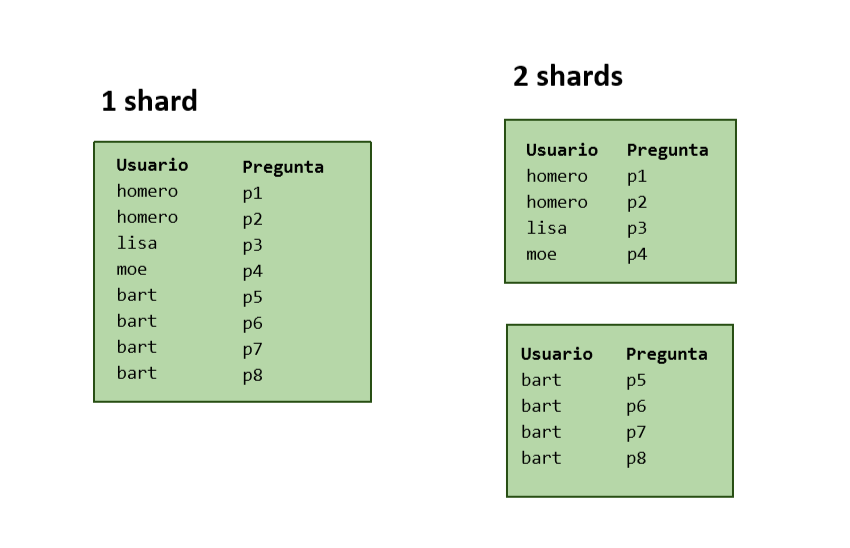 1 shard
Usuario Pregunta
homero p1
homero p2
lisa p3
moe p4
bart p5
bart p6
bart p7
bart p8
2 shards
Usuario Pregunta
homero p1
homero p2
lisa p3
moe p4
Usuario Pregunta
bart p5
bart p6
bart p7
bart p8